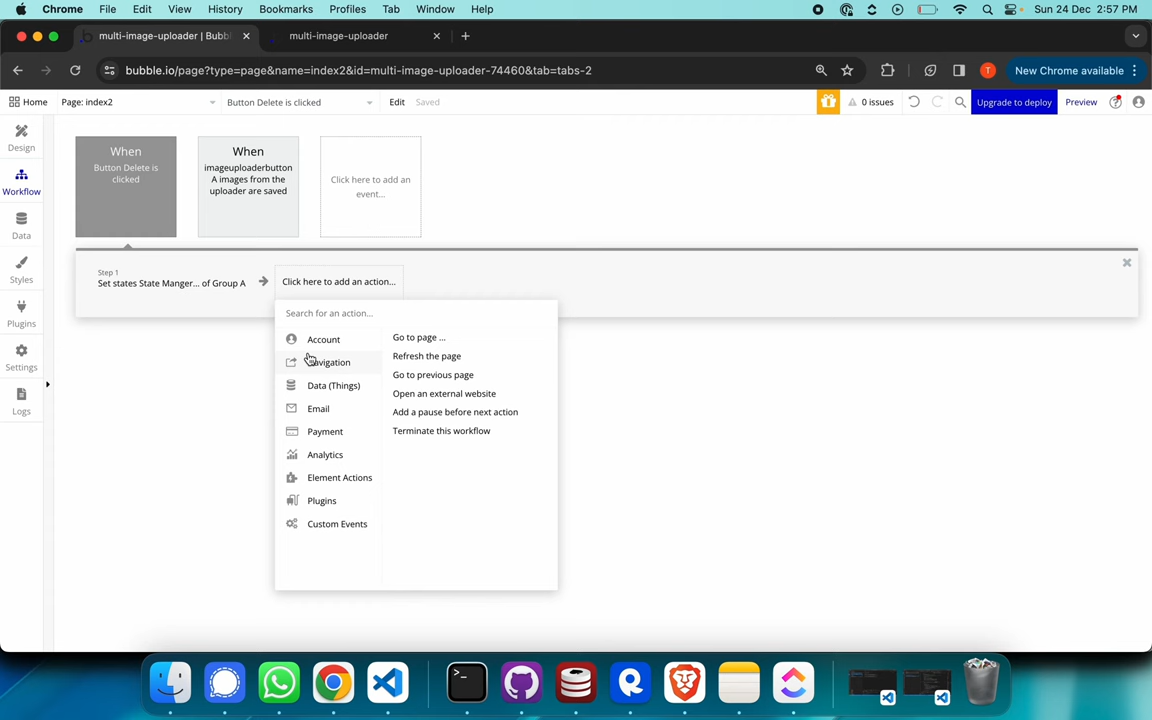 Chrome File Edit View History Bookmarks Profiles Tab Window Help Sun 24 Dec 2:57 PM
multi-image-uploader | Bubbl multi-image-uploader
bubble.io/page?type=page&name=index2&id=multi-image-uploader-74460&tab=tabs-2 T New Chrome available
Home Page: index2 Button Delete is clicked Edit Saved 0 issues Upgrade to deploy Preview
Design
Workflow
Data
Styles
Plugins
Settings
Logs
When
Button Delete is
clicked
When
imageuploaderbutton
A images from the
uploader are saved
Click here to add an
event...
Step 1
Set states State Manger... of Group A
Click here to add an action...
Search for an action...
Account
Navigation
Data (Things)
Email
Payment
Analytics
Element Actions
Plugins
Custom Events
Go to page ...
Refresh the page
Go to previous page
Open an external website
Add a pause before next action
Terminate this workflow